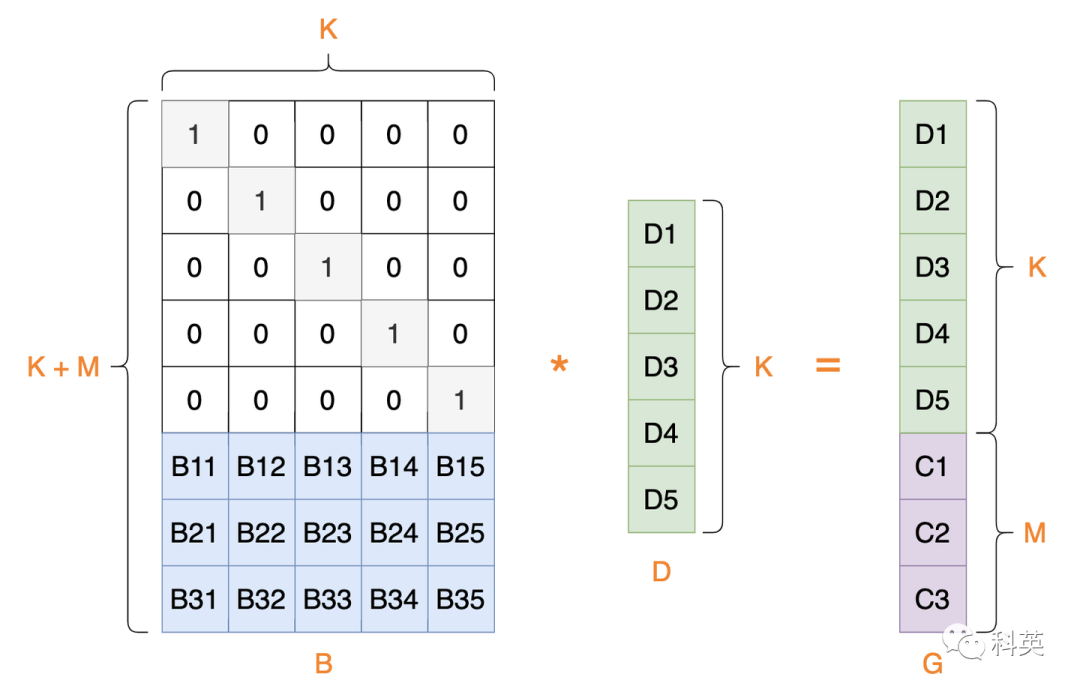 K
1 0 0 0 0
0 1 0 0 0
0 0 1 0 0
0 0 0 1 0
0 0 0 0 1
B11 B12 B13 B14 B15
B21 B22 B23 B24 B25
B31 B32 B33 B34 B35
K + M
B
*
D1
D2
D3
D4
D5
K
D
=
D1
D2
D3
D4
D5
C1
C2
C3
K
M
G
科英